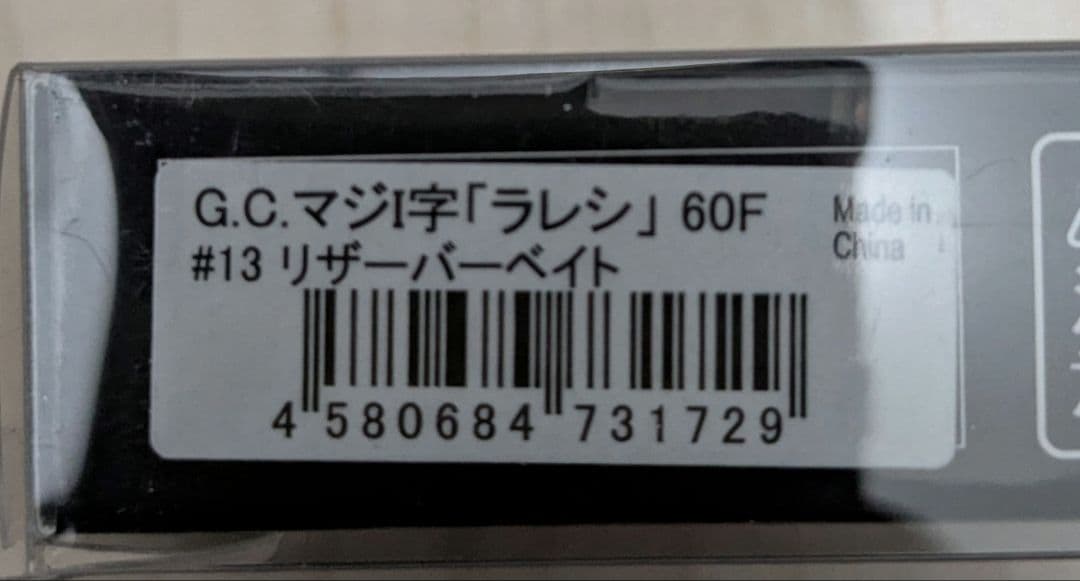 G.C.マジI字「ラレシ」 60F
#13 リザーバーベイト
Made in
China
4 580684 731729